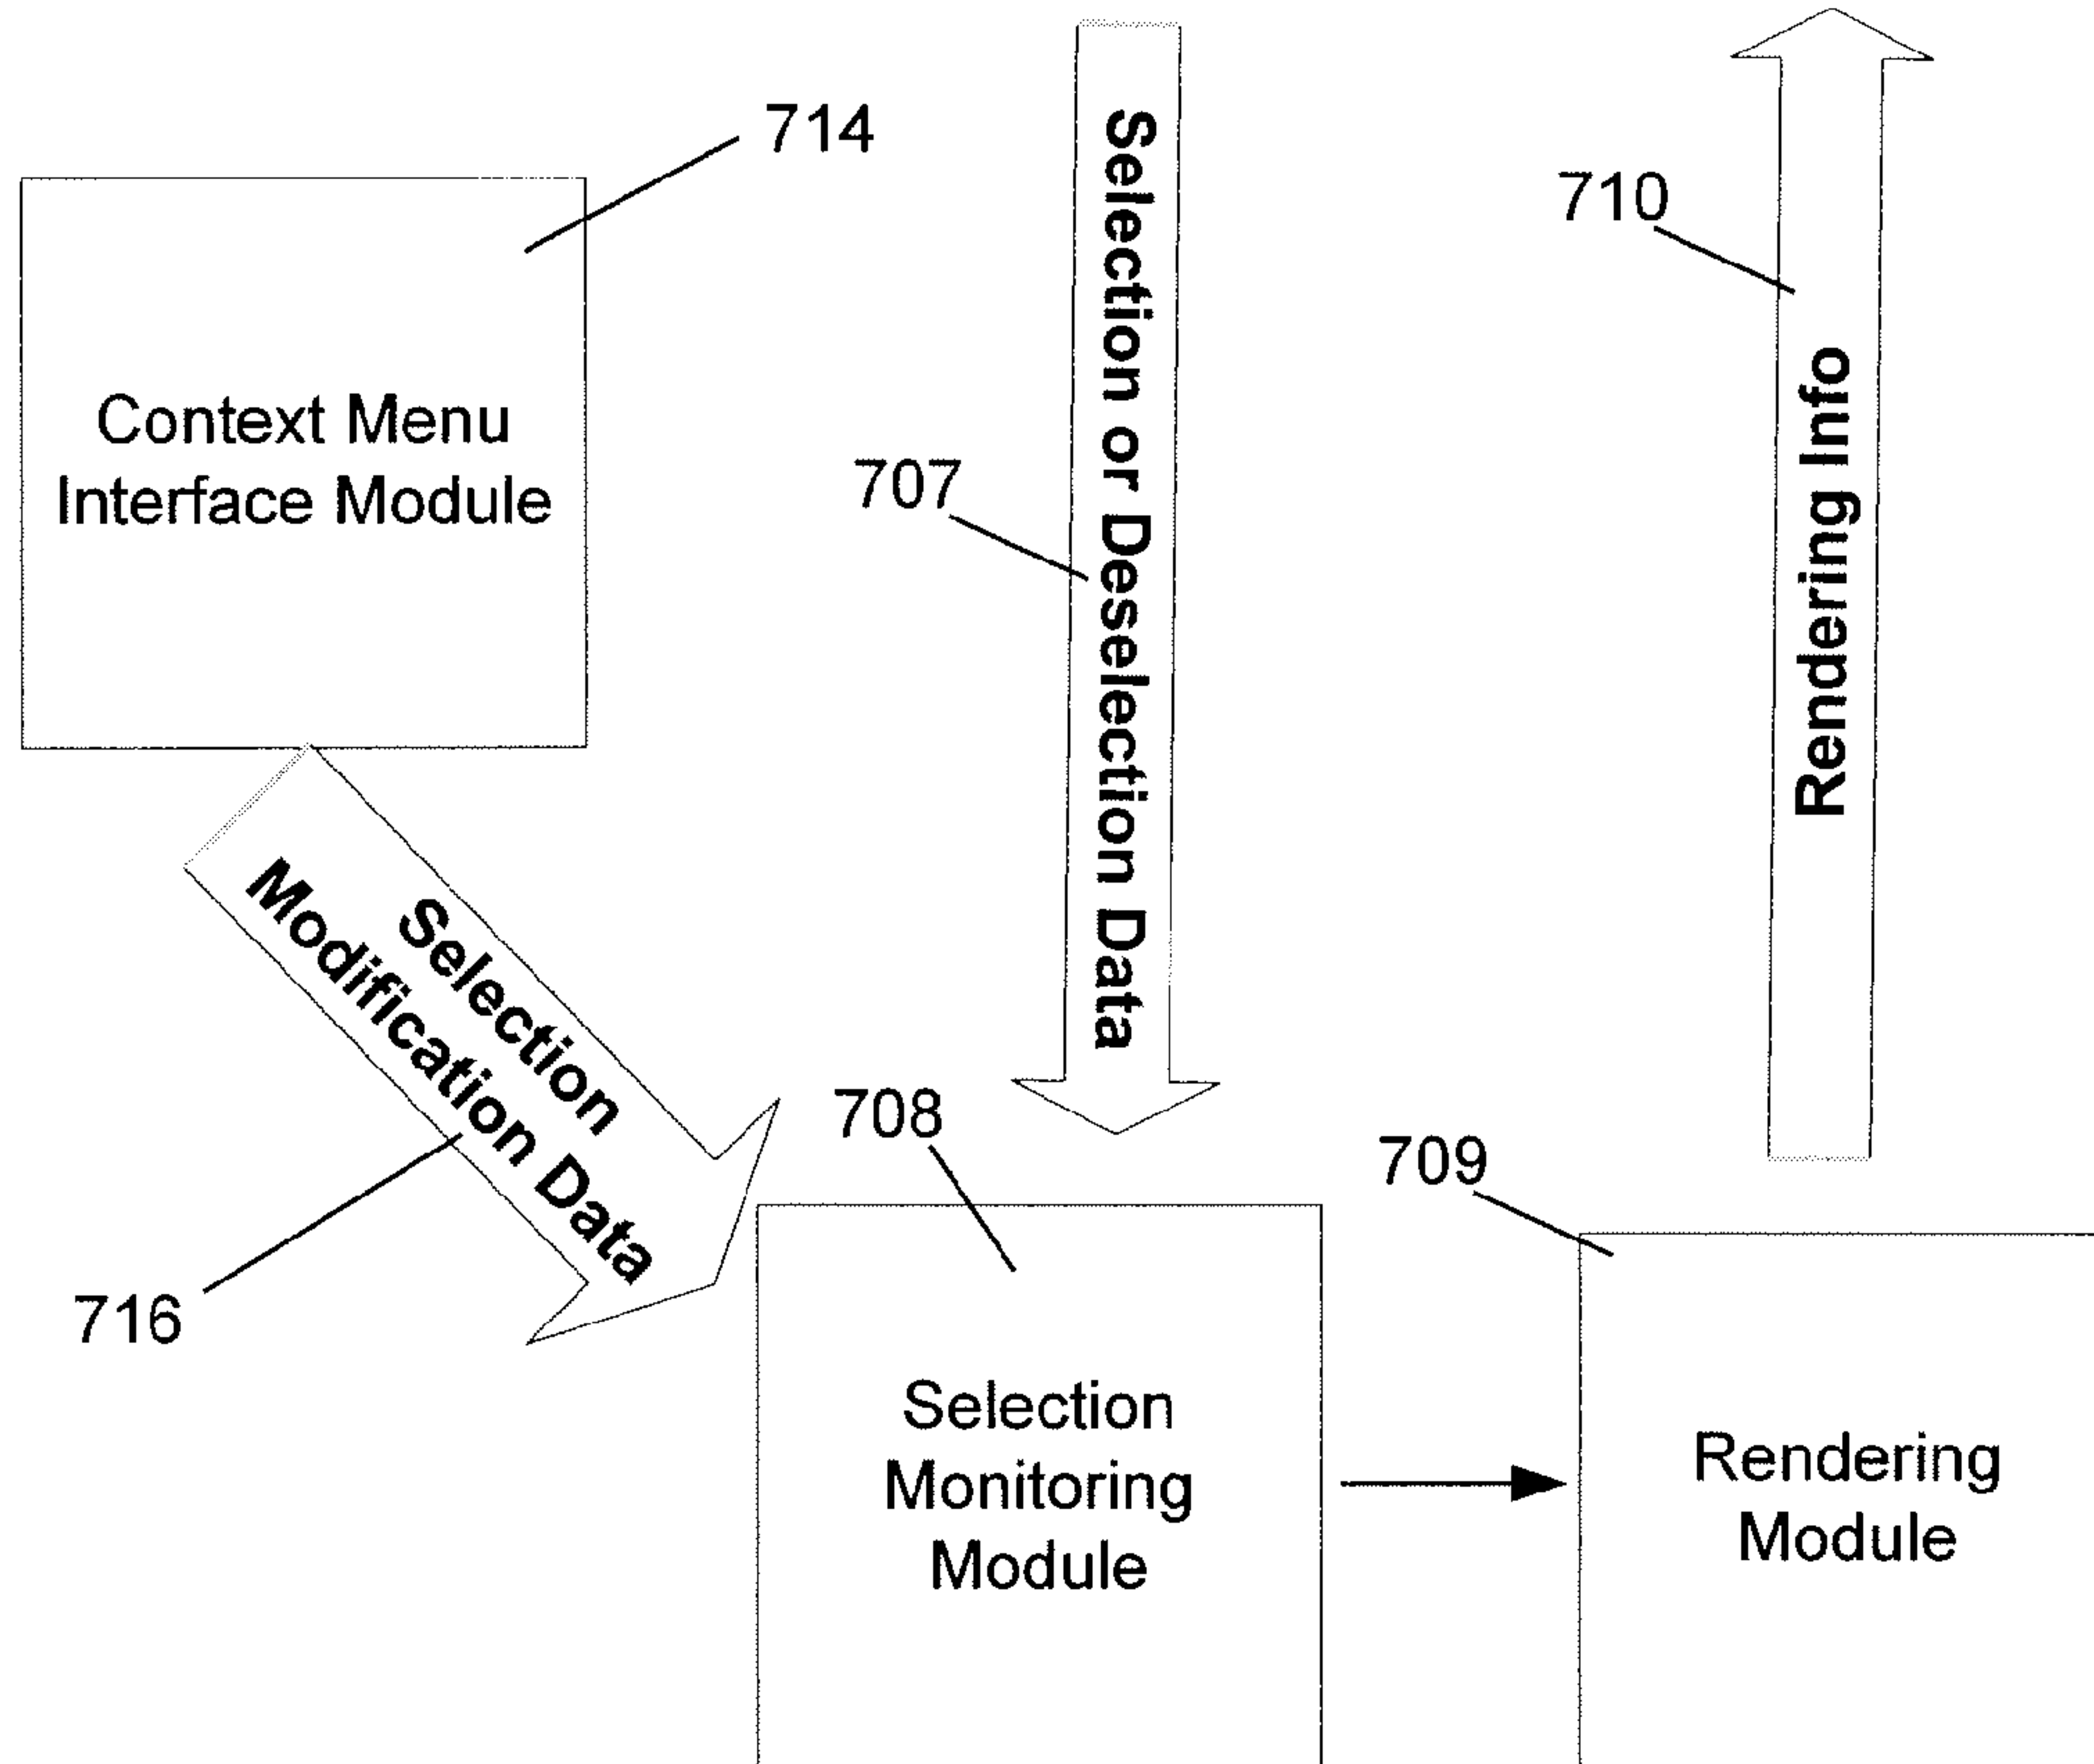 714
Context Menu
Interface Module
Selection or Deselection Data
707
710
Rendering Info
Selection
Modification Data
716
708
Selection
Monitoring
Module
709
Rendering
Module